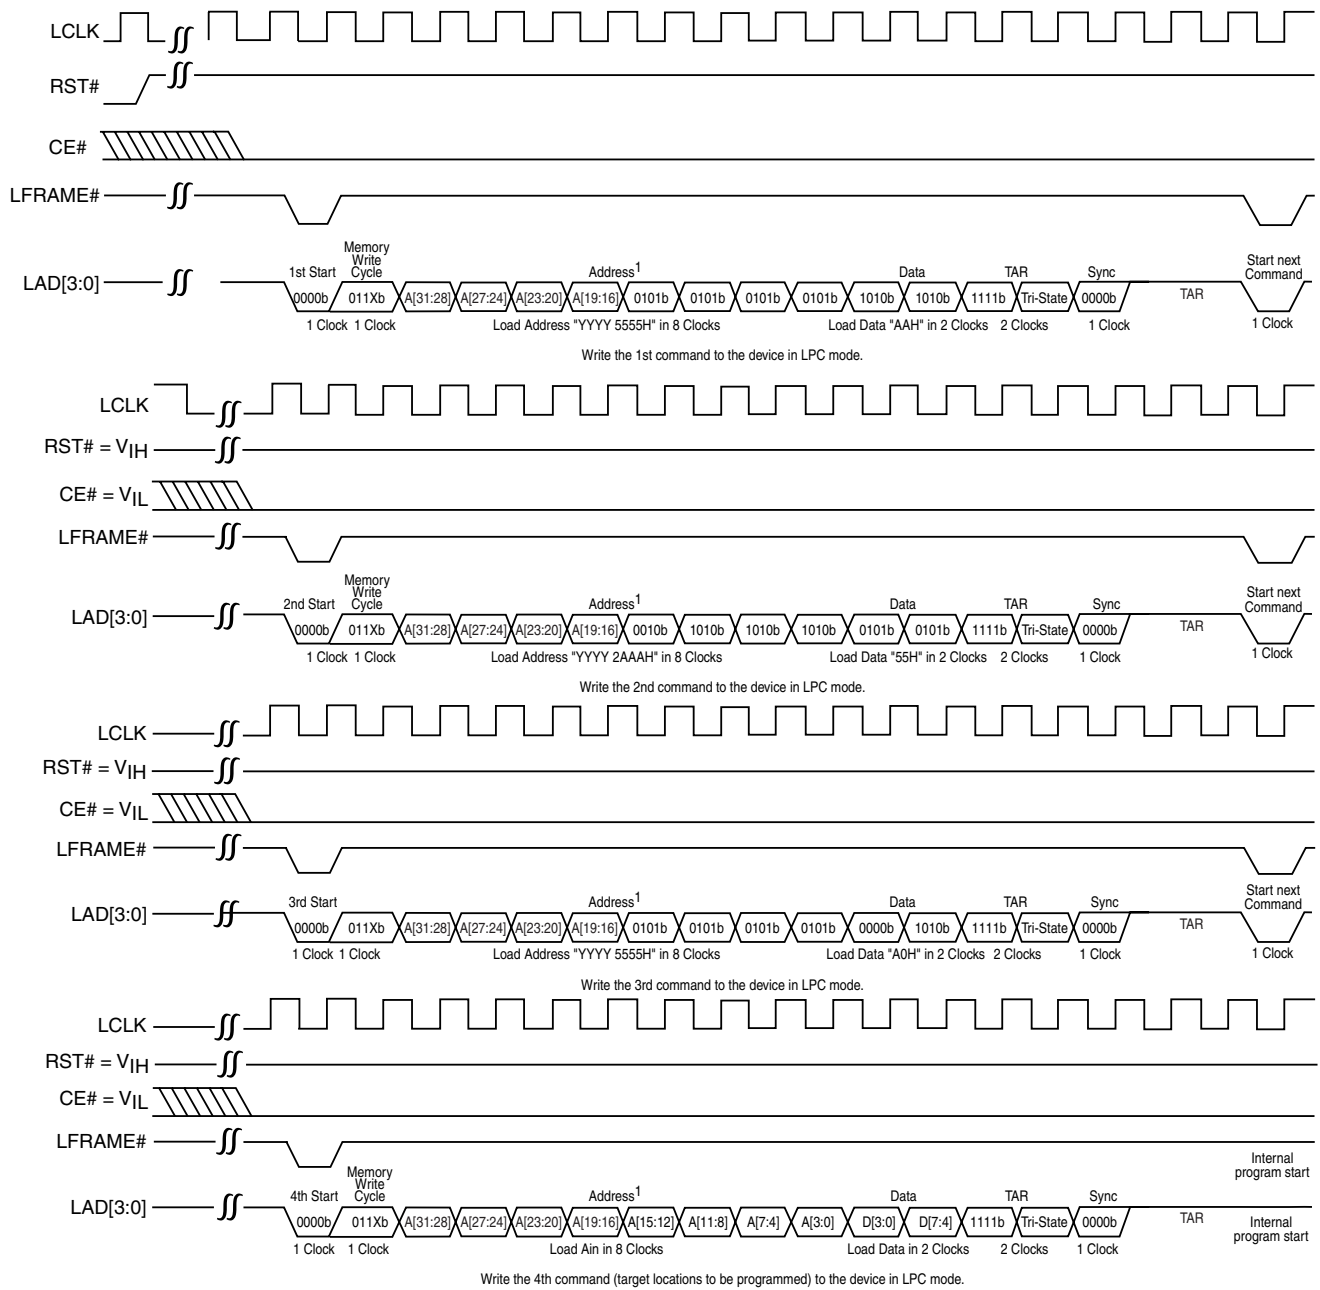 LCLK
RST#
CE#
LFRAME#
LAD[3:0]
1st Start
Memory
Write
Cycle
Address1
Data
TAR
Sync
Start next
Command
0000b 011Xb A[31:28] A[27:24] A[23:20] A[19:16] 0101b 0101b 0101b 0101b 1010b 1010b 1111b Tri-State 0000b TAR
1 Clock 1 Clock Load Address "YYYY 5555H" in 8 Clocks Load Data "AAH" in 2 Clocks 2 Clocks 1 Clock 1 Clock
Write the 1st command to the device in LPC mode.
LCLK
RST# = VIH
CE# = VIL
LFRAME#
LAD[3:0]
2nd Start
Memory
Write
Cycle
Address1
Data
TAR
Sync
Start next
Command
0000b 011Xb A[31:28] A[27:24] A[23:20] A[19:16] 0010b 1010b 1010b 1010b 0101b 0101b 1111b Tri-State 0000b TAR
1 Clock 1 Clock Load Address "YYYY 2AAAH" in 8 Clocks Load Data "55H" in 2 Clocks 2 Clocks 1 Clock 1 Clock
Write the 2nd command to the device in LPC mode.
LCLK
RST# = VIH
CE# = VIL
LFRAME#
LAD[3:0]
3rd Start
Address1
Data
TAR
Sync
Start next
Command
0000b 011Xb A[31:28] A[27:24] A[23:20] A[19:16] 0101b 0101b 0101b 0101b 0000b 1010b 1111b Tri-State 0000b TAR
1 Clock 1 Clock Load Address "YYYY 5555H" in 8 Clocks Load Data "A0H" in 2 Clocks 2 Clocks 1 Clock 1 Clock
Write the 3rd command to the device in LPC mode.
LCLK
RST# = VIH
CE# = VIL
LFRAME#
Internal
program start
LAD[3:0]
4th Start
Memory
Write
Cycle
Address1
Data
TAR
Sync
0000b 011Xb A[31:28] A[27:24] A[23:20] A[19:16] A[15:12] A[11:8] A[7:4] A[3:0] D[3:0] D[7:4] 1111b Tri-State 0000b TAR
Internal
program start
1 Clock 1 Clock Load Ain in 8 Clocks Load Data in 2 Clocks 2 Clocks 1 Clock
Write the 4th command (target locations to be programmed) to the device in LPC mode.